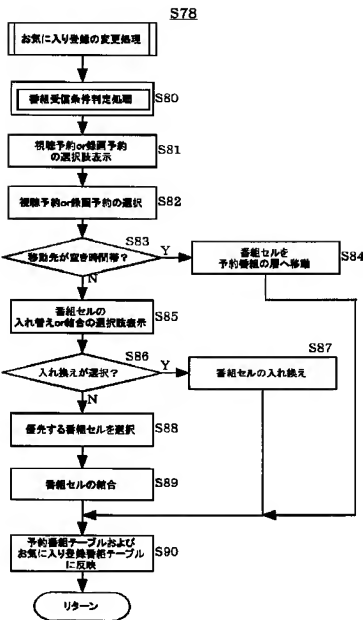 S78
お気に入り登録の変更処理
番組受信条件判定処理
S80
視聴予約or録画予約
の選択肢表示
S81
視聴予約or録画予約の選択
S82
S83
移動先が空き時間帯?
Y
N
番組セルを
予約番組の層へ移動
S84
番組セルの
入れ替えor結合の選択肢表示
S85
S86
入れ換えが選択?
Y
N
S87
番組セルの入れ換え
優先する番組セルを選択
S88
番組セルの結合
S89
予約番組テーブルおよび
お気に入り登録番組テーブル
に反映
S90
リターン